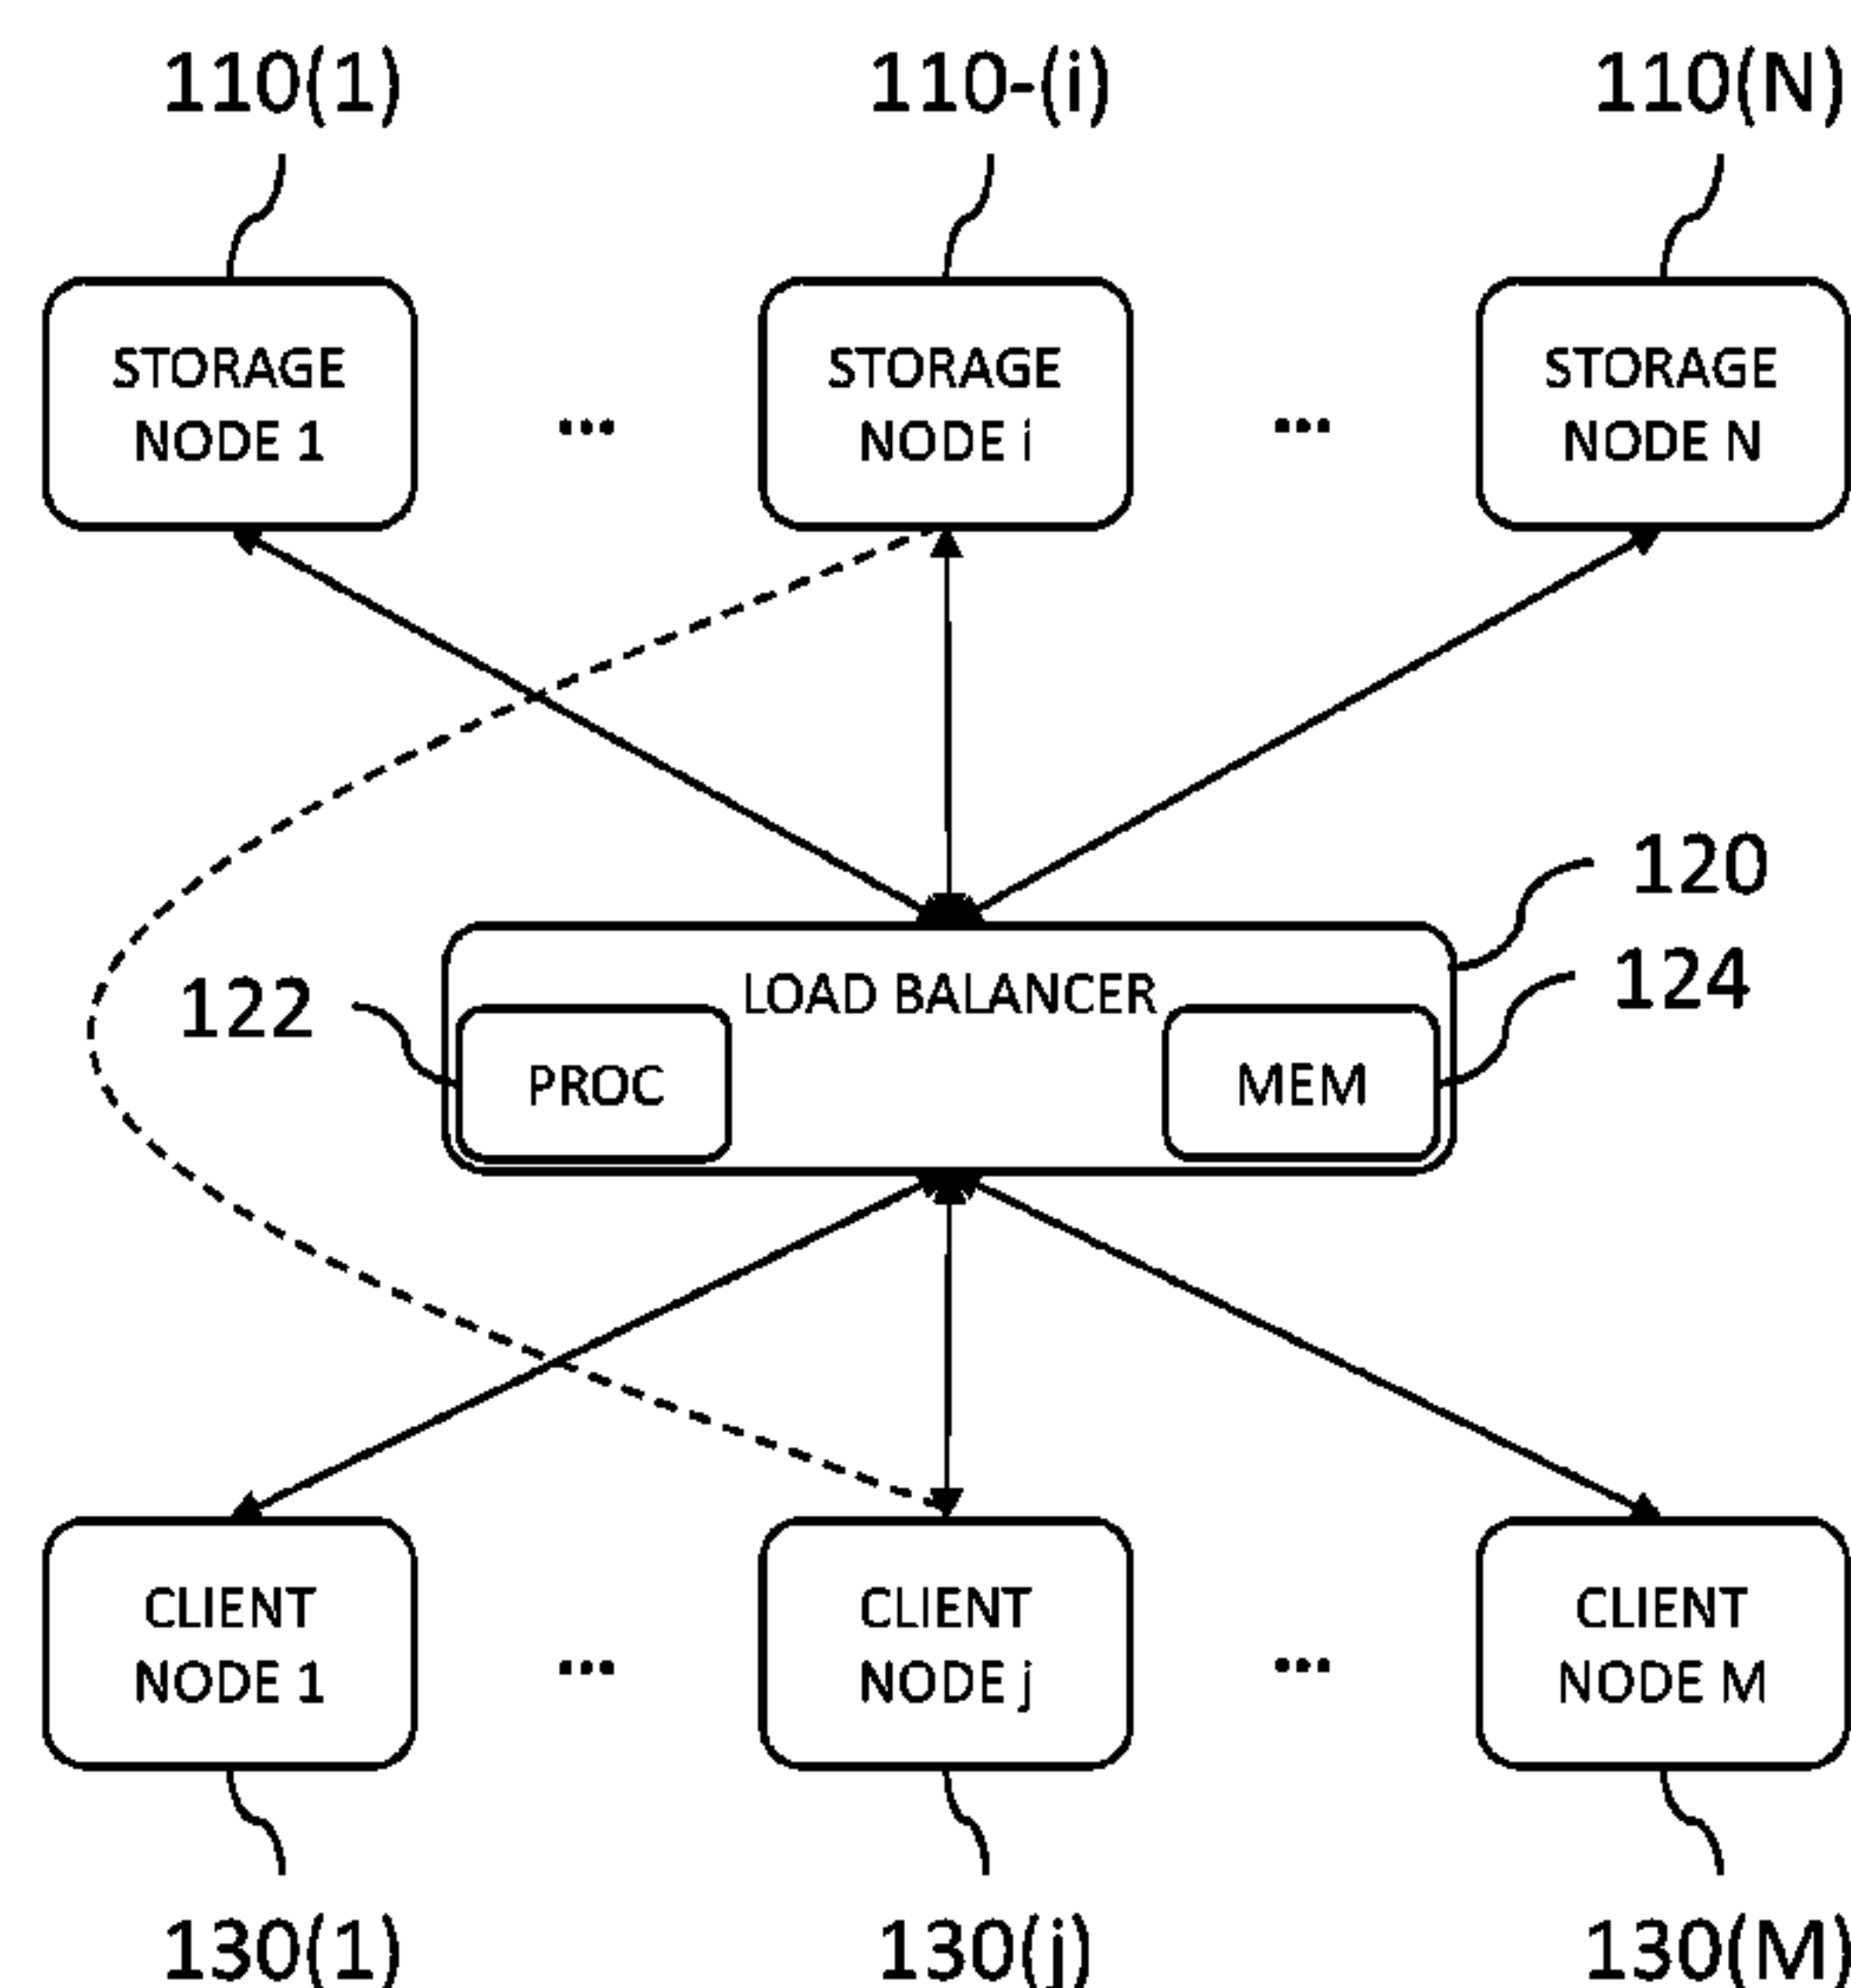 110(1) 110-(i) 110(N)
STORAGE
NODE 1
...
STORAGE
NODE i
...
STORAGE
NODE N
120
LOAD BALANCER
124
122
PROC
MEM
CLIENT
NODE 1
...
CLIENT
NODE j
...
CLIENT
NODE M
130(1) 130(j) 130(M)